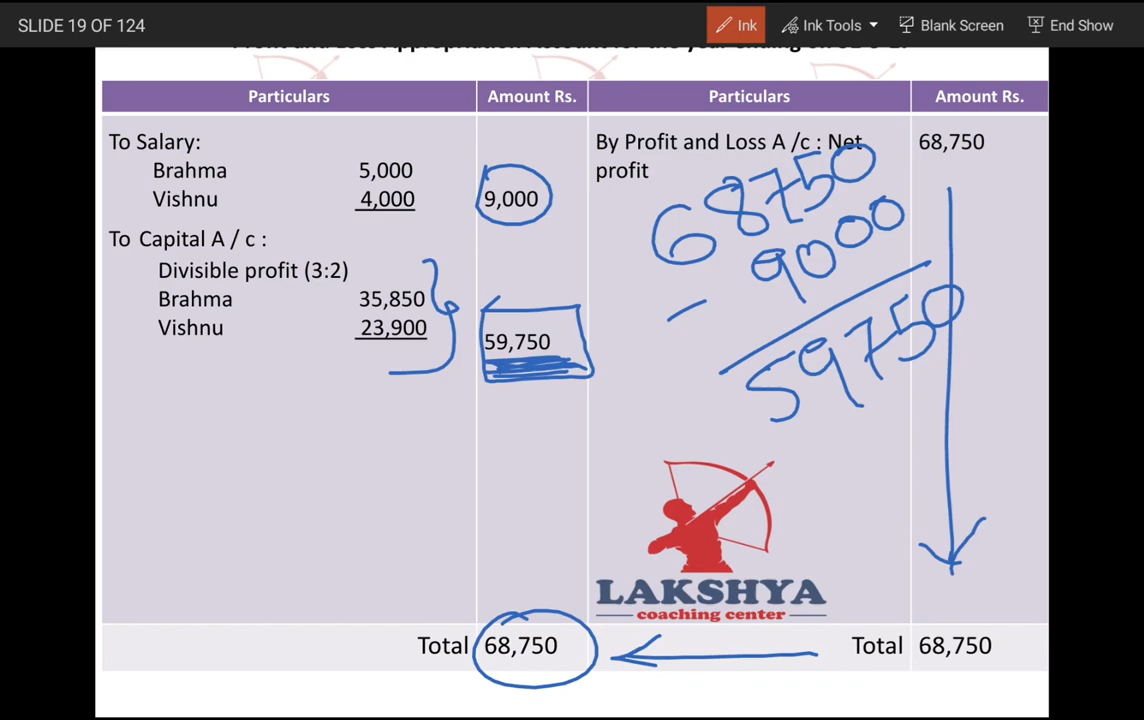 SLIDE 19 OF 124
Ink
Ink Tools
Blank Screen
End Show
Particulars
Amount Rs.
Particulars
Amount Rs.
To Salary:
Brahma 5,000
Vishnu 4,000 9,000
To Capital A / c :
Divisible profit (3:2)
Brahma 35,850
Vishnu 23,900
59,750
Total 68,750
By Profit and Loss A /c : Net 68,750
profit
68750
- 9000
59750
LAKSHYA
coaching center
Total 68,750